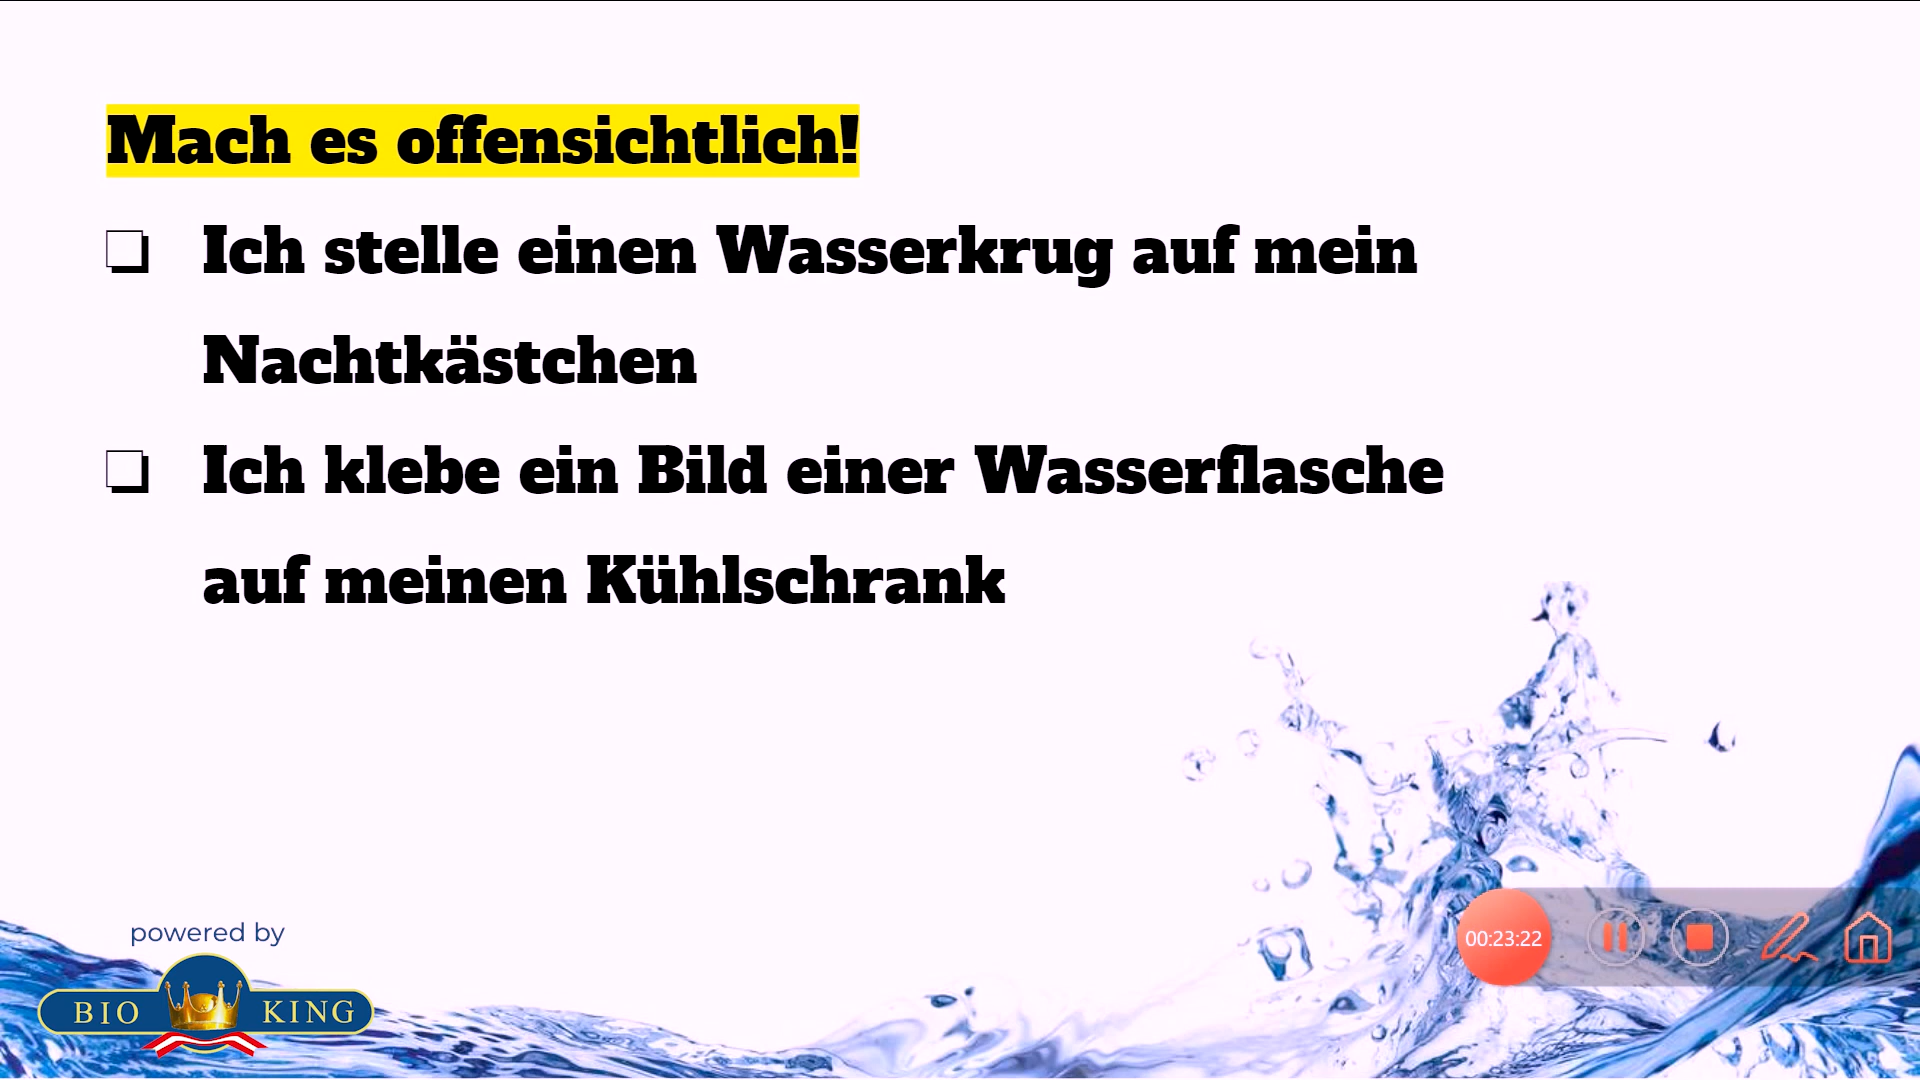 Mach es offensichtlich!
❏ Ich stelle einen Wasserkrug auf mein
Nachtkästchen
❏ Ich klebe ein Bild einer Wasserflasche
auf meinen Kühlschrank
powered by
BIO KING
00:23:22